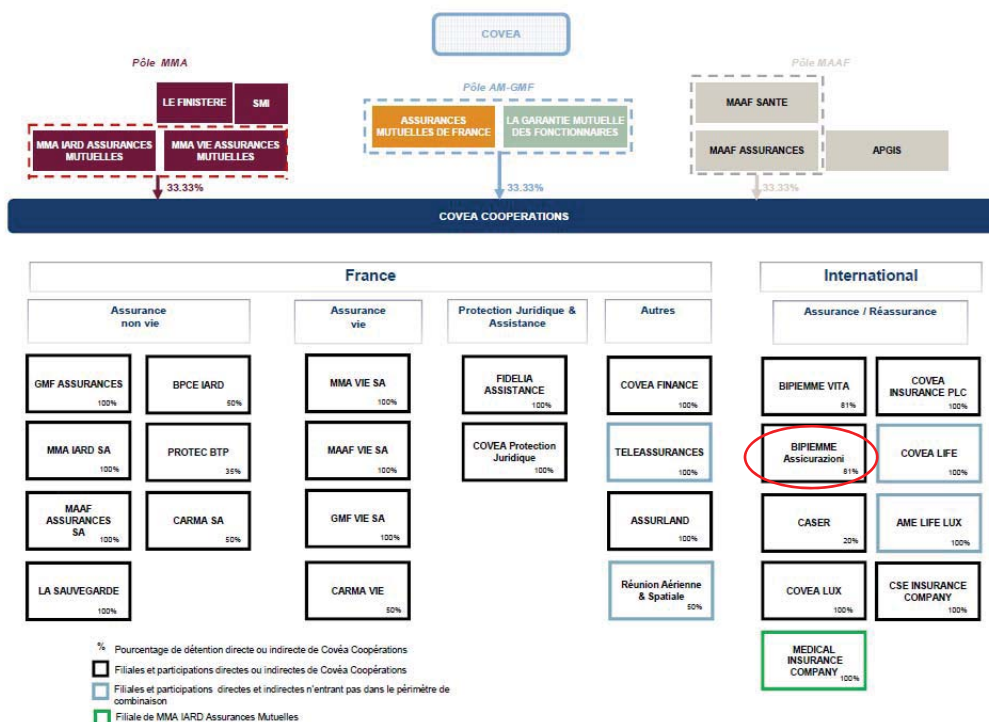 COVEA
Pôle MMA
Pôle AM-GMF
Pôle MAAF
LE FINISTERE
SMI
MMA IARD ASSURANCES
MUTUELLES
MMA VIE ASSURANCES
MUTUELLES
ASSURANCES
MUTUELLES DE FRANCE
LA GARANTIE MUTUELLE
DES FONCTIONNAIRES
MAAF SANTE
MAAF ASSURANCES
APGIS
33.33%
33.33%
33.33%
COVEA COOPERATIONS
France
International
Assurance
non vie
Assurance
vie
Protection Juridique &
Assistance
Autres
Assurance / Réassurance
GMF ASSURANCES
100%
BPCE IARD
50%
MMA VIE SA
100%
FIDELIA
ASSISTANCE
100%
COVEA FINANCE
100%
BIPIEMME VITA
81%
COVEA
INSURANCE PLC
100%
MMA IARD SA
100%
PROTEC BTP
35%
MAAF VIE SA
100%
COVEA Protection
Juridique
100%
TELEASSURANCES
100%
BIPIEMME
Assicurazioni
81%
COVEA LIFE
100%
MAAF
ASSURANCES
SA
100%
CARMA SA
50%
GMF VIE SA
100%
ASSURLAND
100%
CASER
20%
AME LIFE LUX
100%
LA SAUVEGARDE
100%
CARMA VIE
50%
Réunion Aérienne
& Spatiale
50%
COVEA LUX
100%
CSE INSURANCE
COMPANY
100%
MEDICAL
INSURANCE
COMPANY
100%
% Pourcentage de détention directe ou indirecte de Covéa Coopérations
Filiales et participations directes ou indirectes de Covéa Coopérations
Filiales et participations directes et indirectes n'entrant pas dans le périmètre de
combinaison
Filiale de MMA IARD Assurances Mutuelles